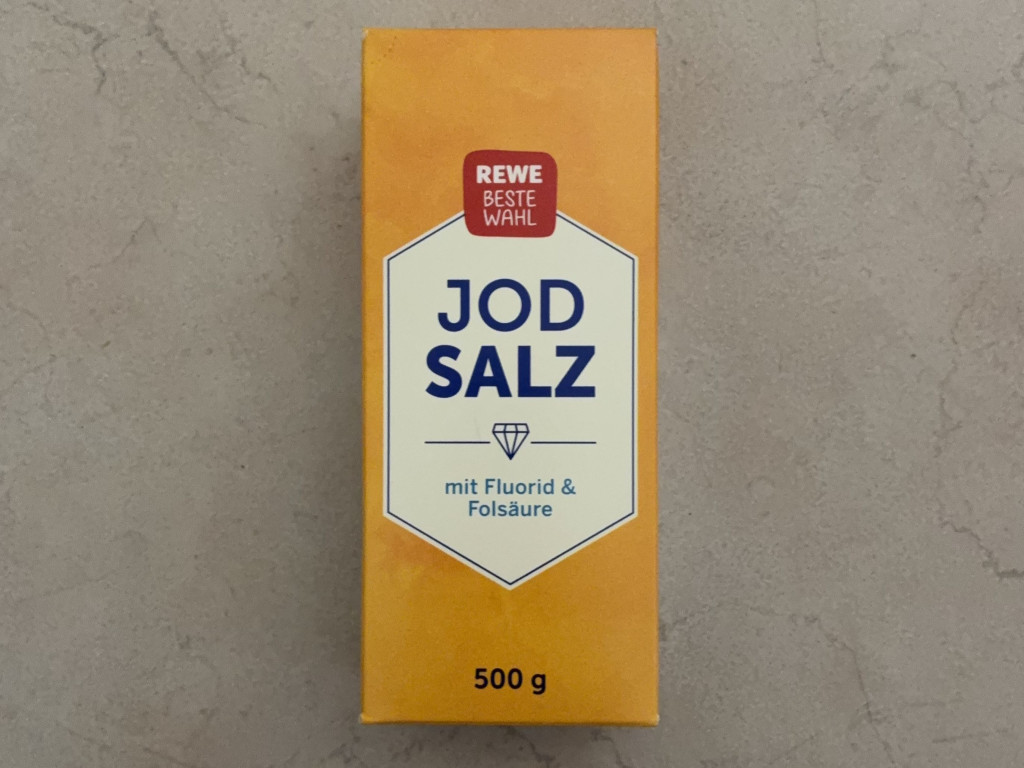 REWE
BESTE
WAHL
JOD
SALZ
mit Fluorid &
Folsäure
500 g